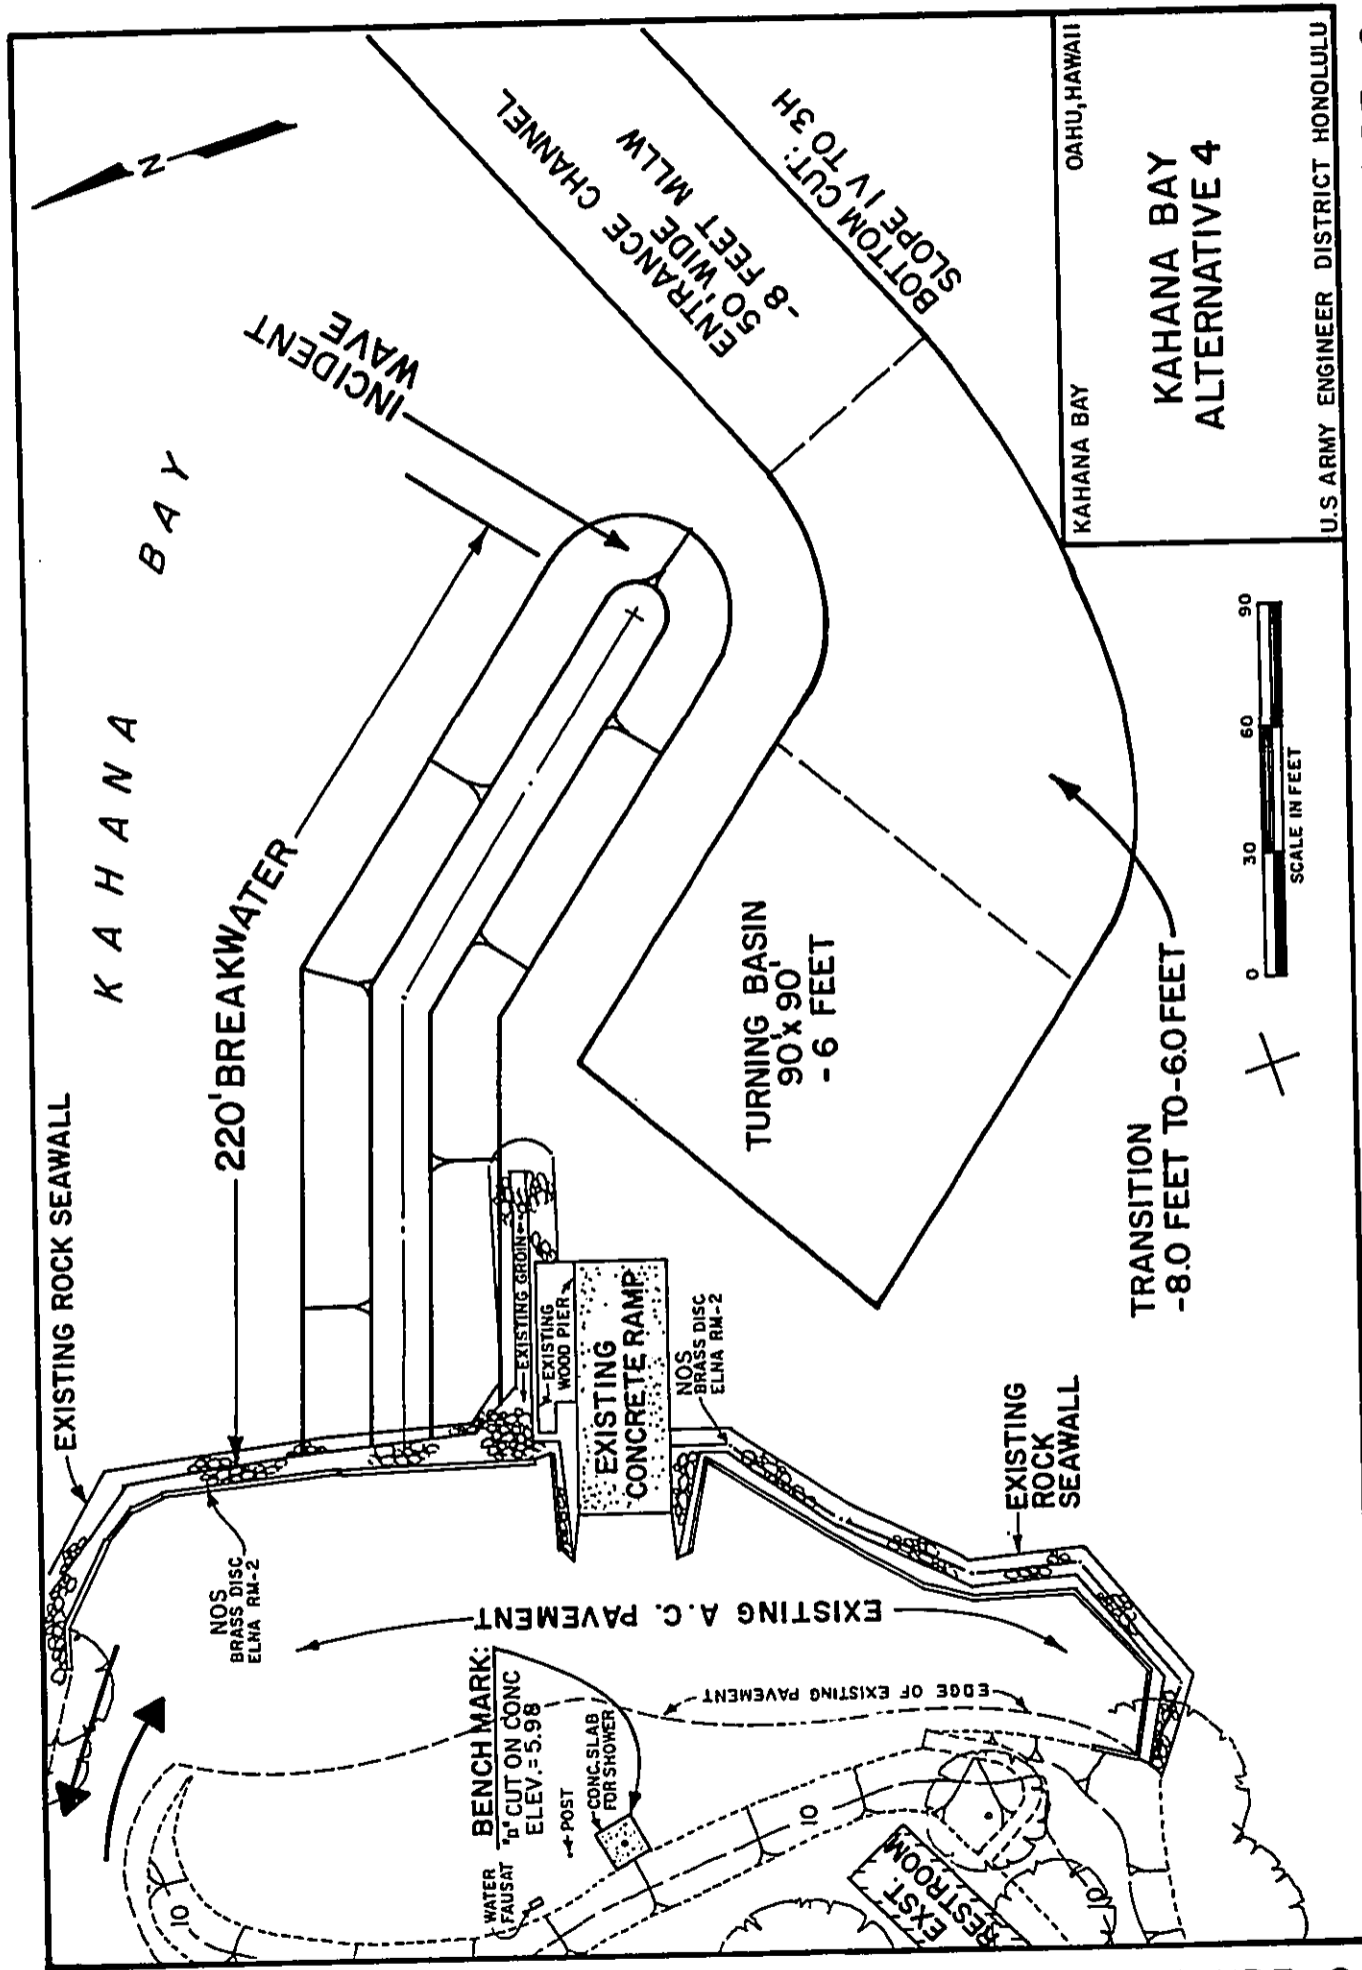 KAHANA BAY
N
EXISTING ROCK SEAWALL
220' BREAKWATER
INCIDENT
WAVE
ENTRANCE CHANNEL
50' WIDE
-8 FEET MLLW
BOTTOM CUT:
SLOPE 1V TO 3H
NOS
BRASS DISC
ELNA RM-2
EXISTING GROIN
EXISTING
WOOD PIER
EXISTING
CONCRETE RAMP
NOS
BRASS DISC
ELNA RM-2
TURNING BASIN
90' x 90'
- 6 FEET
TRANSITION
-8.0 FEET TO -6.0 FEET
EXISTING
ROCK
SEAWALL
EXISTING A.C. PAVEMENT
EDGE OF EXISTING PAVEMENT
BENCH MARK:
"□" CUT ON CONC
ELEV. = 5.98
POST
CONC. SLAB
FOR SHOWER
WATER
FAUSAT
10
10
10
EXST.
RESTROOM
0 30 60 90
SCALE IN FEET
KAHANA BAY OAHU, HAWAII
KAHANA BAY
ALTERNATIVE 4
U.S ARMY ENGINEER DISTRICT HONOLULU